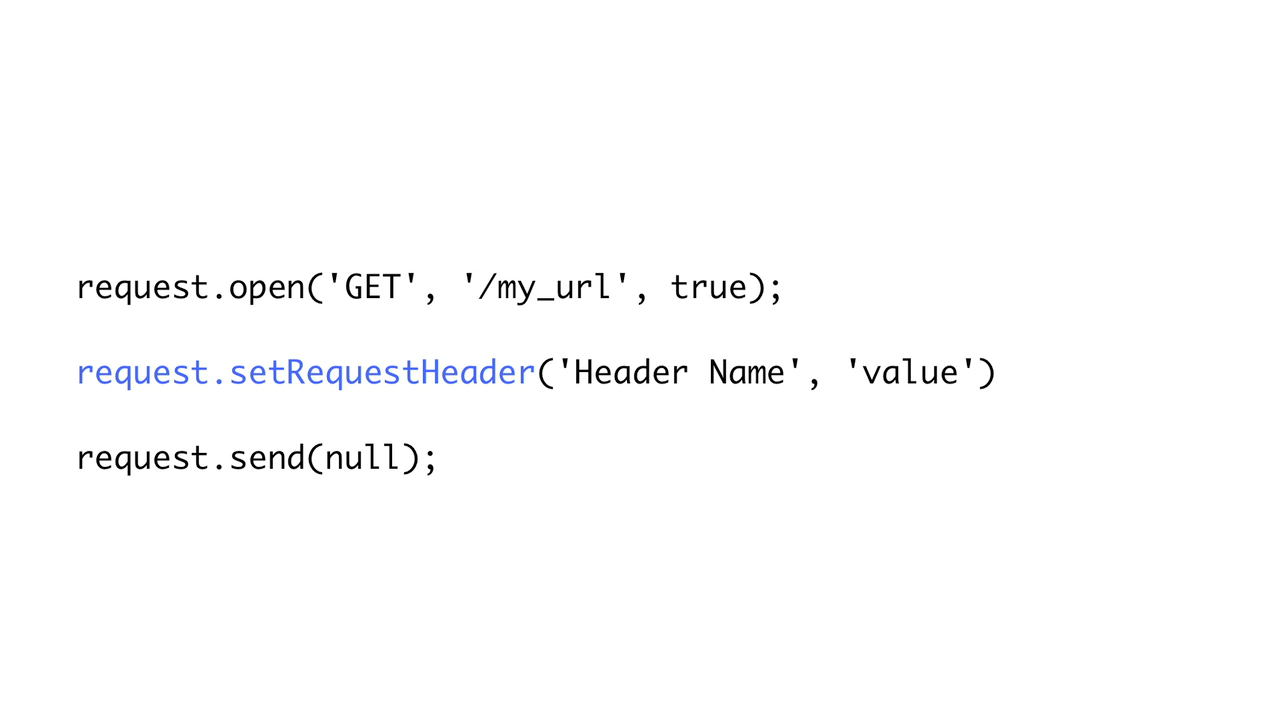 request.open('GET', '/my_url', true);
request.setRequestHeader('Header Name', 'value')
request.send(null);